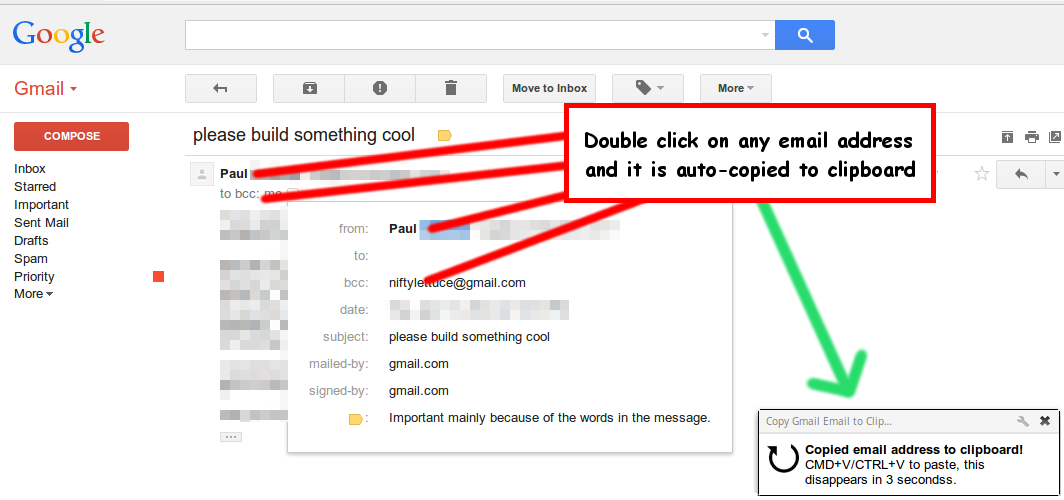 Google
Gmail
Move to Inbox
More
COMPOSE
please build something cool
Double click on any email address
and it is auto-copied to clipboard
Inbox
Starred
Important
Sent Mail
Drafts
Spam
Priority
More
Paul
to bcc: me
from: Paul
to:
bcc: niftylettuce@gmail.com
date:
subject: please build something cool
mailed-by: gmail.com
signed-by: gmail.com
: Important mainly because of the words in the message.
Copy Gmail Email to Clip...
Copied email address to clipboard!
CMD+V/CTRL+V to paste, this
disappears in 3 secondss.